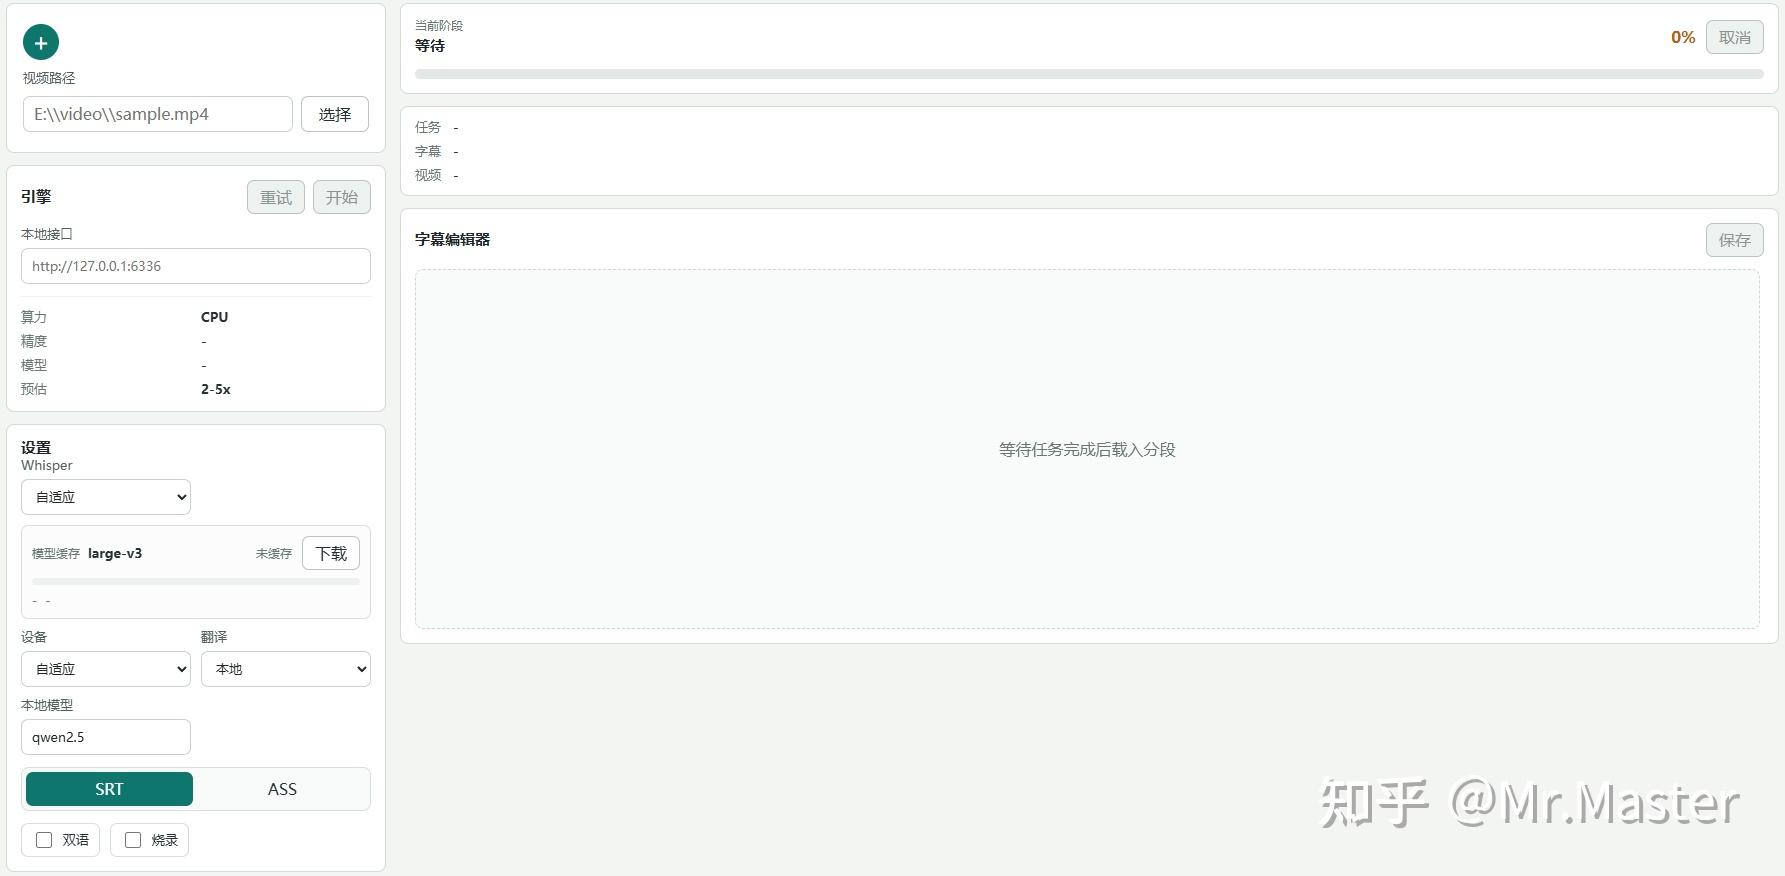 +
视频路径
E:\\video\\sample.mp4
选择
引擎
重试
开始
本地接口
http://127.0.0.1:6336
算力 CPU
精度 -
模型 -
预估 2-5x
设置
Whisper
自适应
模型缓存 large-v3 未缓存 下载
- -
设备 翻译
自适应 本地
本地模型
qwen2.5
SRT ASS
双语 烧录
当前阶段
等待
0% 取消
任务 -
字幕 -
视频 -
字幕编辑器 保存
等待任务完成后载入分段
知乎 @Mr.Master